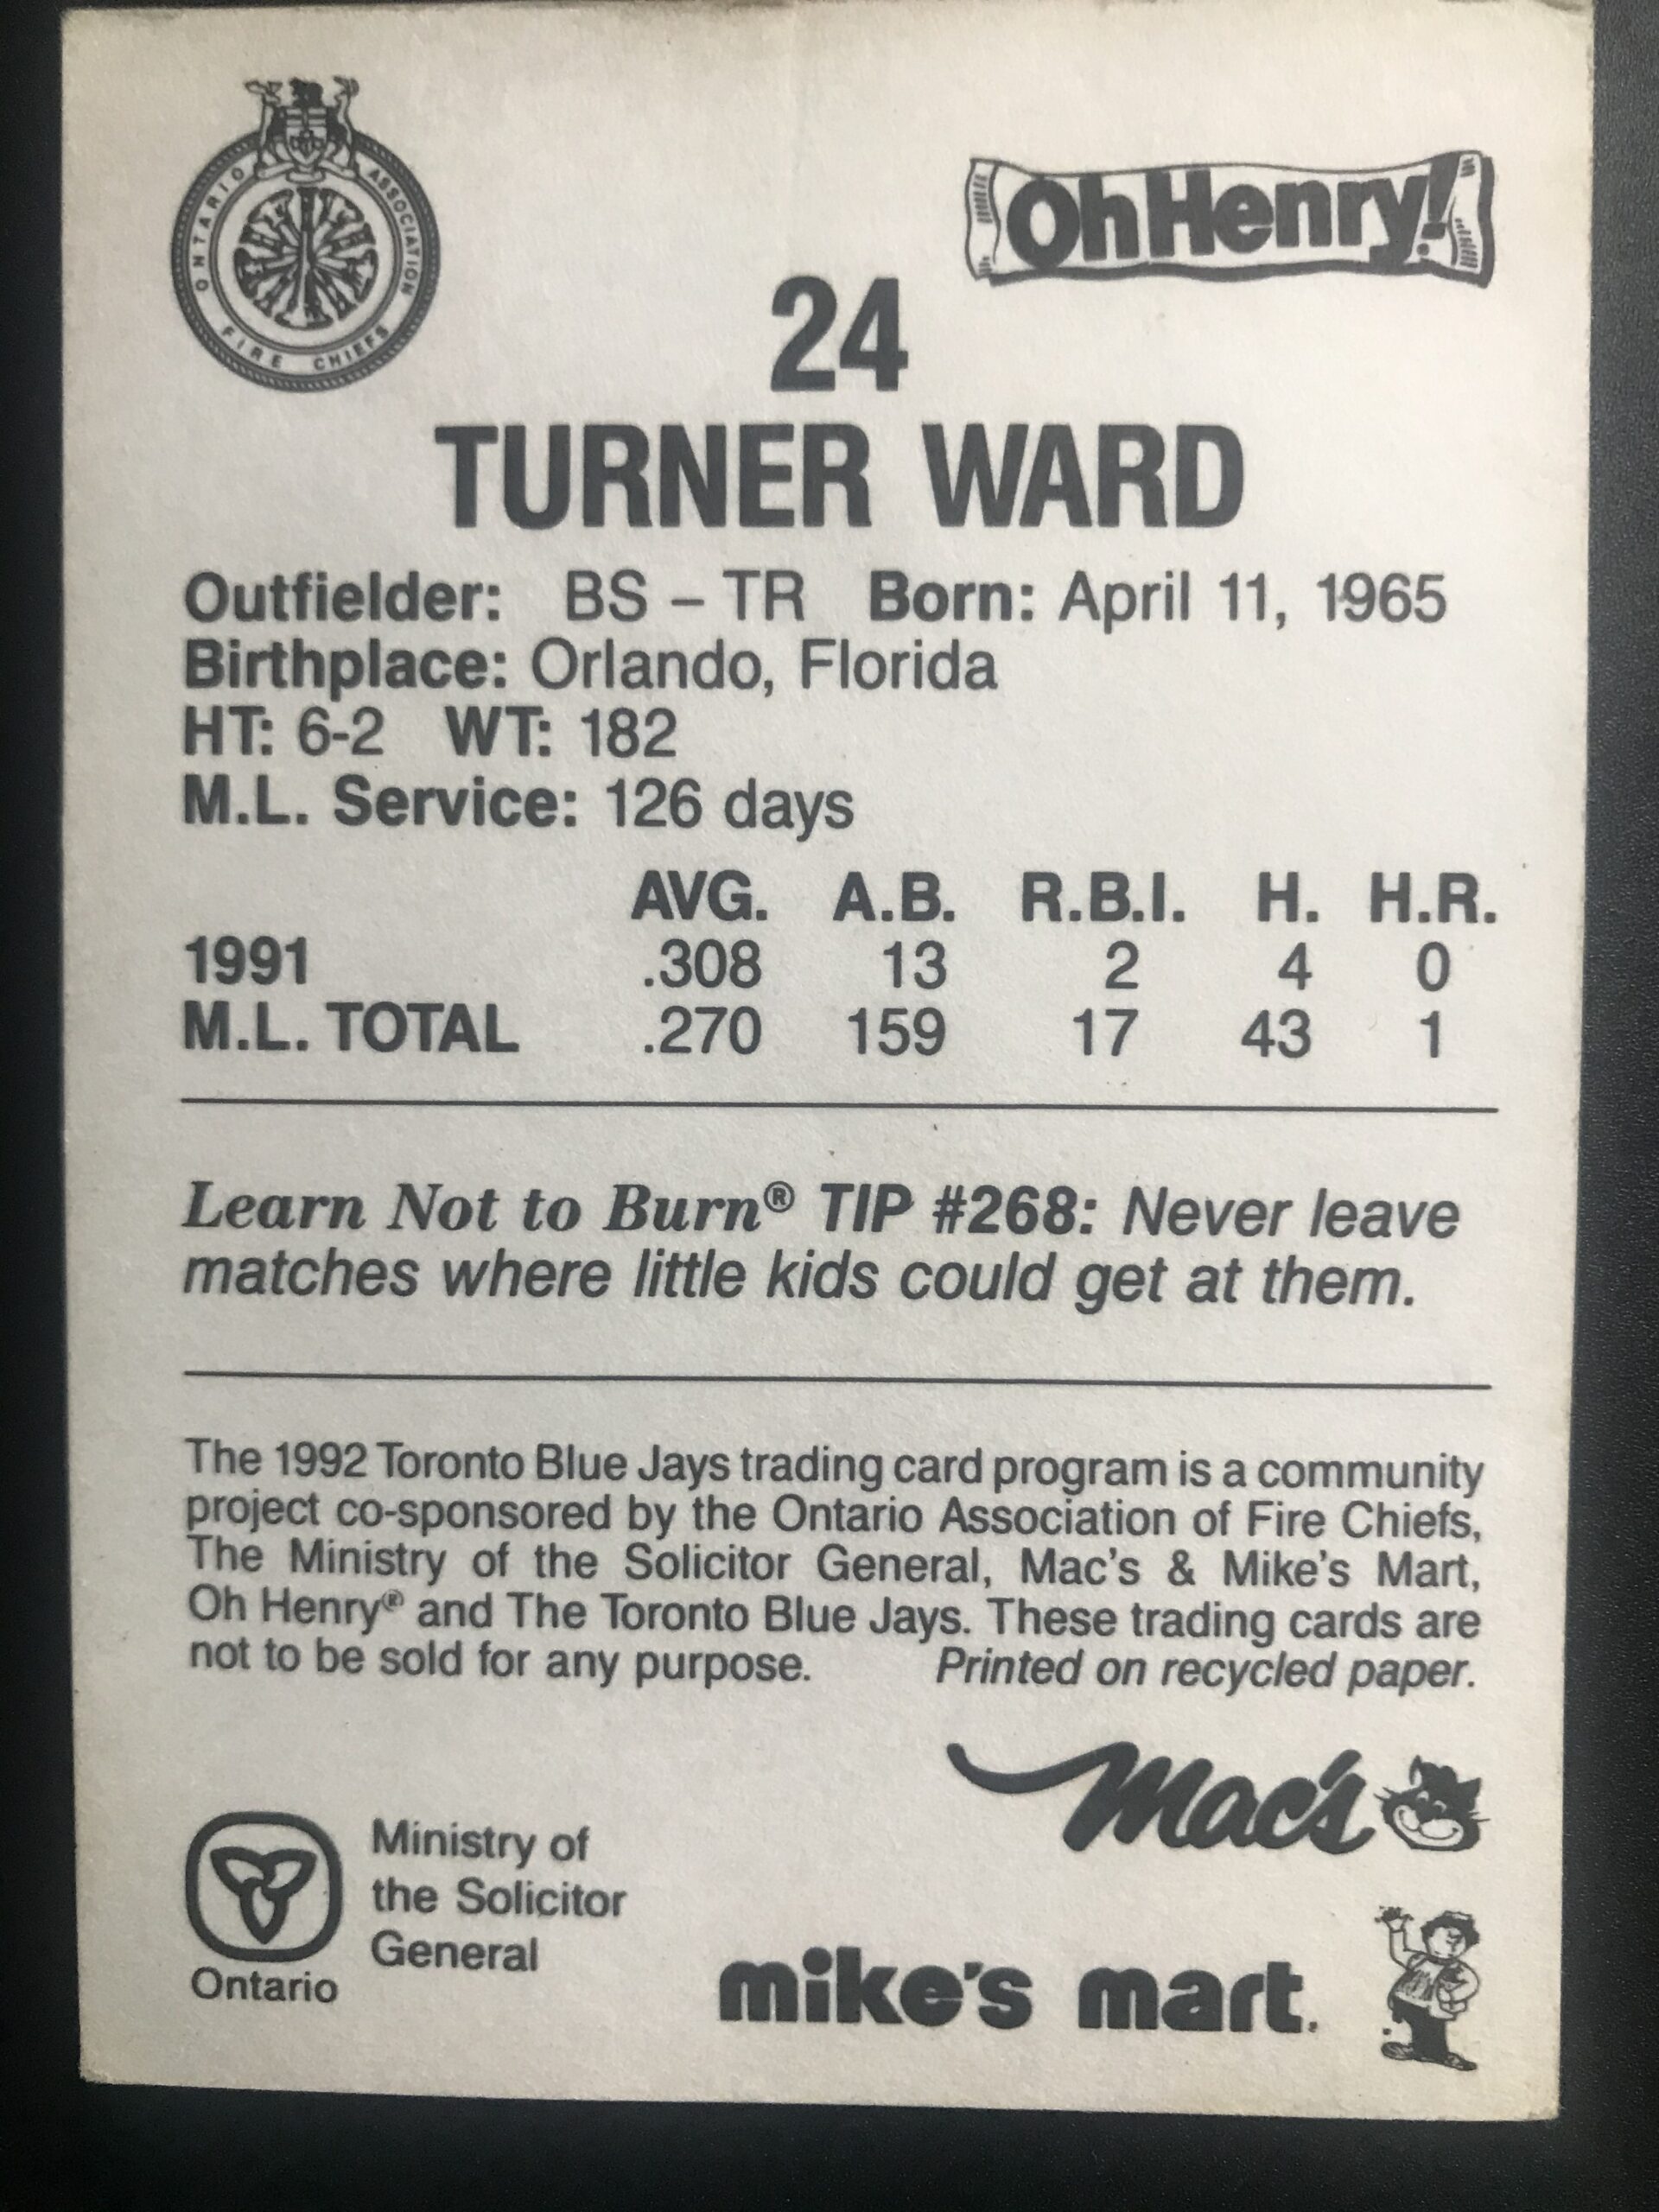 ONTARIO ASSOCIATION
FIRE CHIEFS
Oh Henry!
24
TURNER WARD
Outfielder: BS – TR Born: April 11, 1965
Birthplace: Orlando, Florida
HT: 6-2 WT: 182
M.L. Service: 126 days
AVG. A.B. R.B.I. H. H.R.
1991 .308 13 2 4 0
M.L. TOTAL .270 159 17 43 1
Learn Not to Burn® TIP #268: Never leave
matches where little kids could get at them.
The 1992 Toronto Blue Jays trading card program is a community
project co-sponsored by the Ontario Association of Fire Chiefs,
The Ministry of the Solicitor General, Mac's & Mike's Mart,
Oh Henry® and The Toronto Blue Jays. These trading cards are
not to be sold for any purpose. Printed on recycled paper.
Mac's
Ministry of
the Solicitor
General
Ontario
mike's mart.